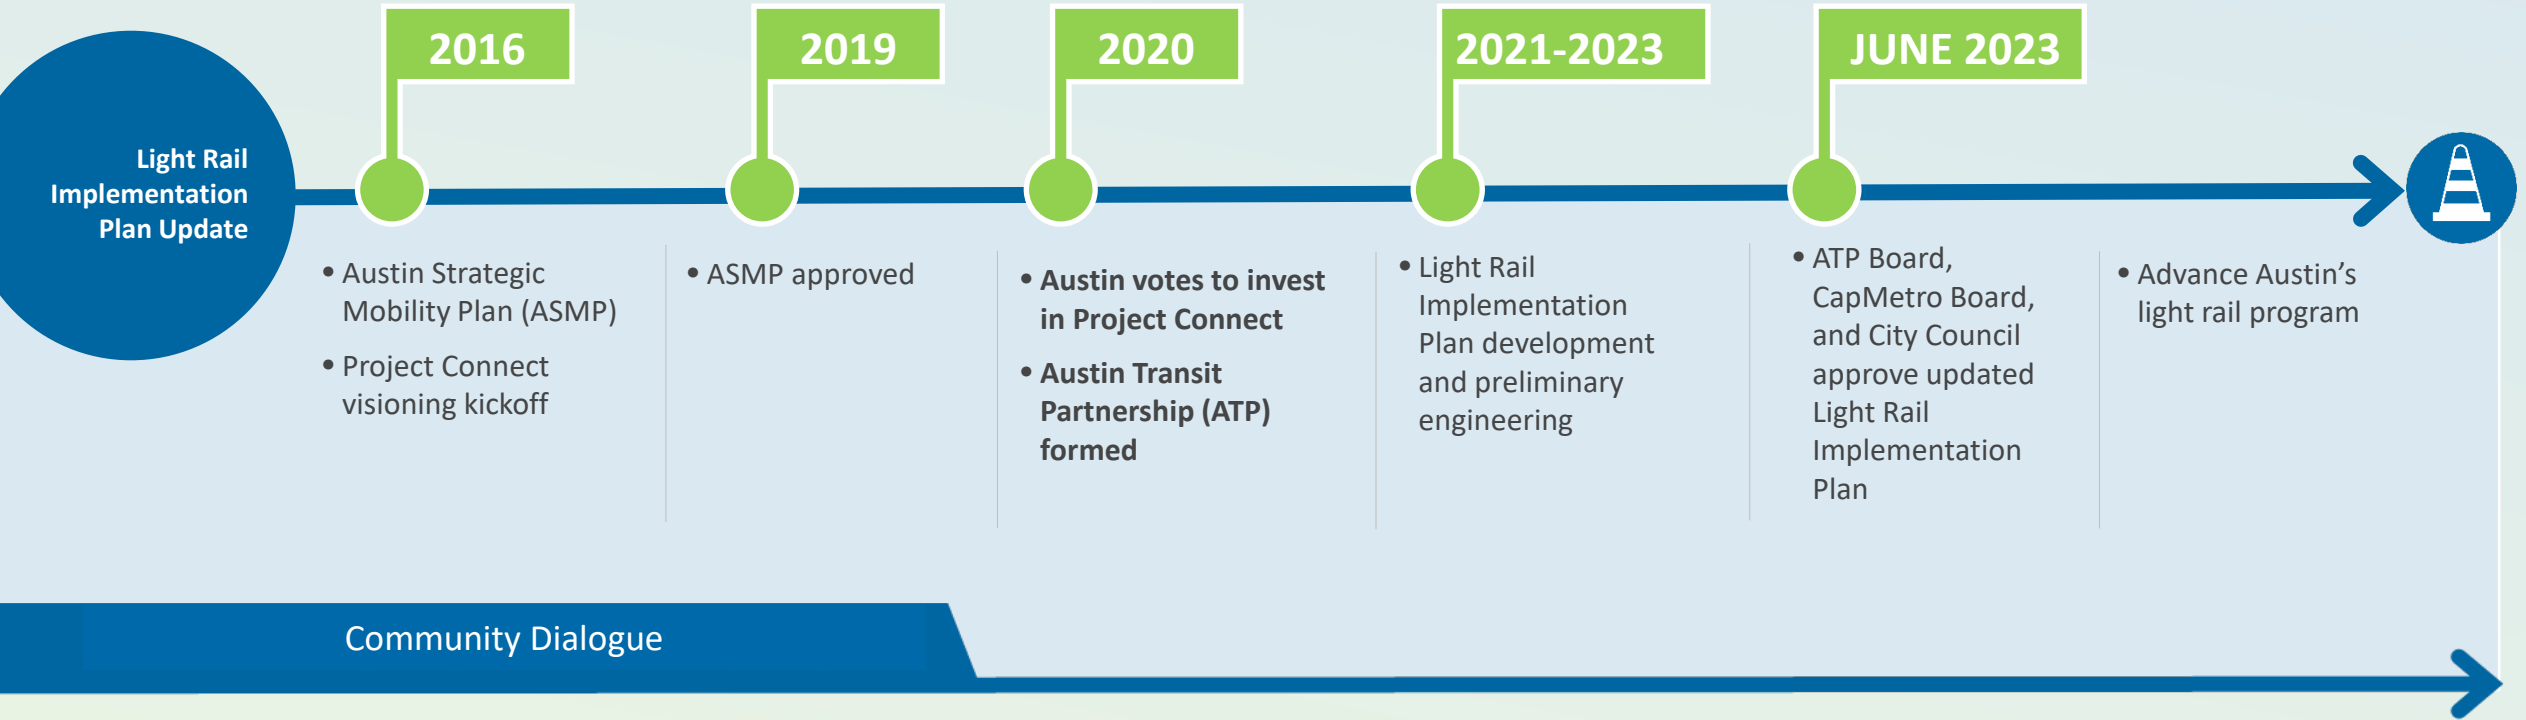 Light Rail
Implementation
Plan Update
2016
• Austin Strategic
Mobility Plan (ASMP)
• Project Connect
visioning kickoff
2019
• ASMP approved
2020
• Austin votes to invest
in Project Connect
• Austin Transit
Partnership (ATP)
formed
2021-2023
• Light Rail
Implementation
Plan development
and preliminary
engineering
JUNE 2023
• ATP Board,
CapMetro Board,
and City Council
approve updated
Light Rail
Implementation
Plan
• Advance Austin’s
light rail program
Community Dialogue